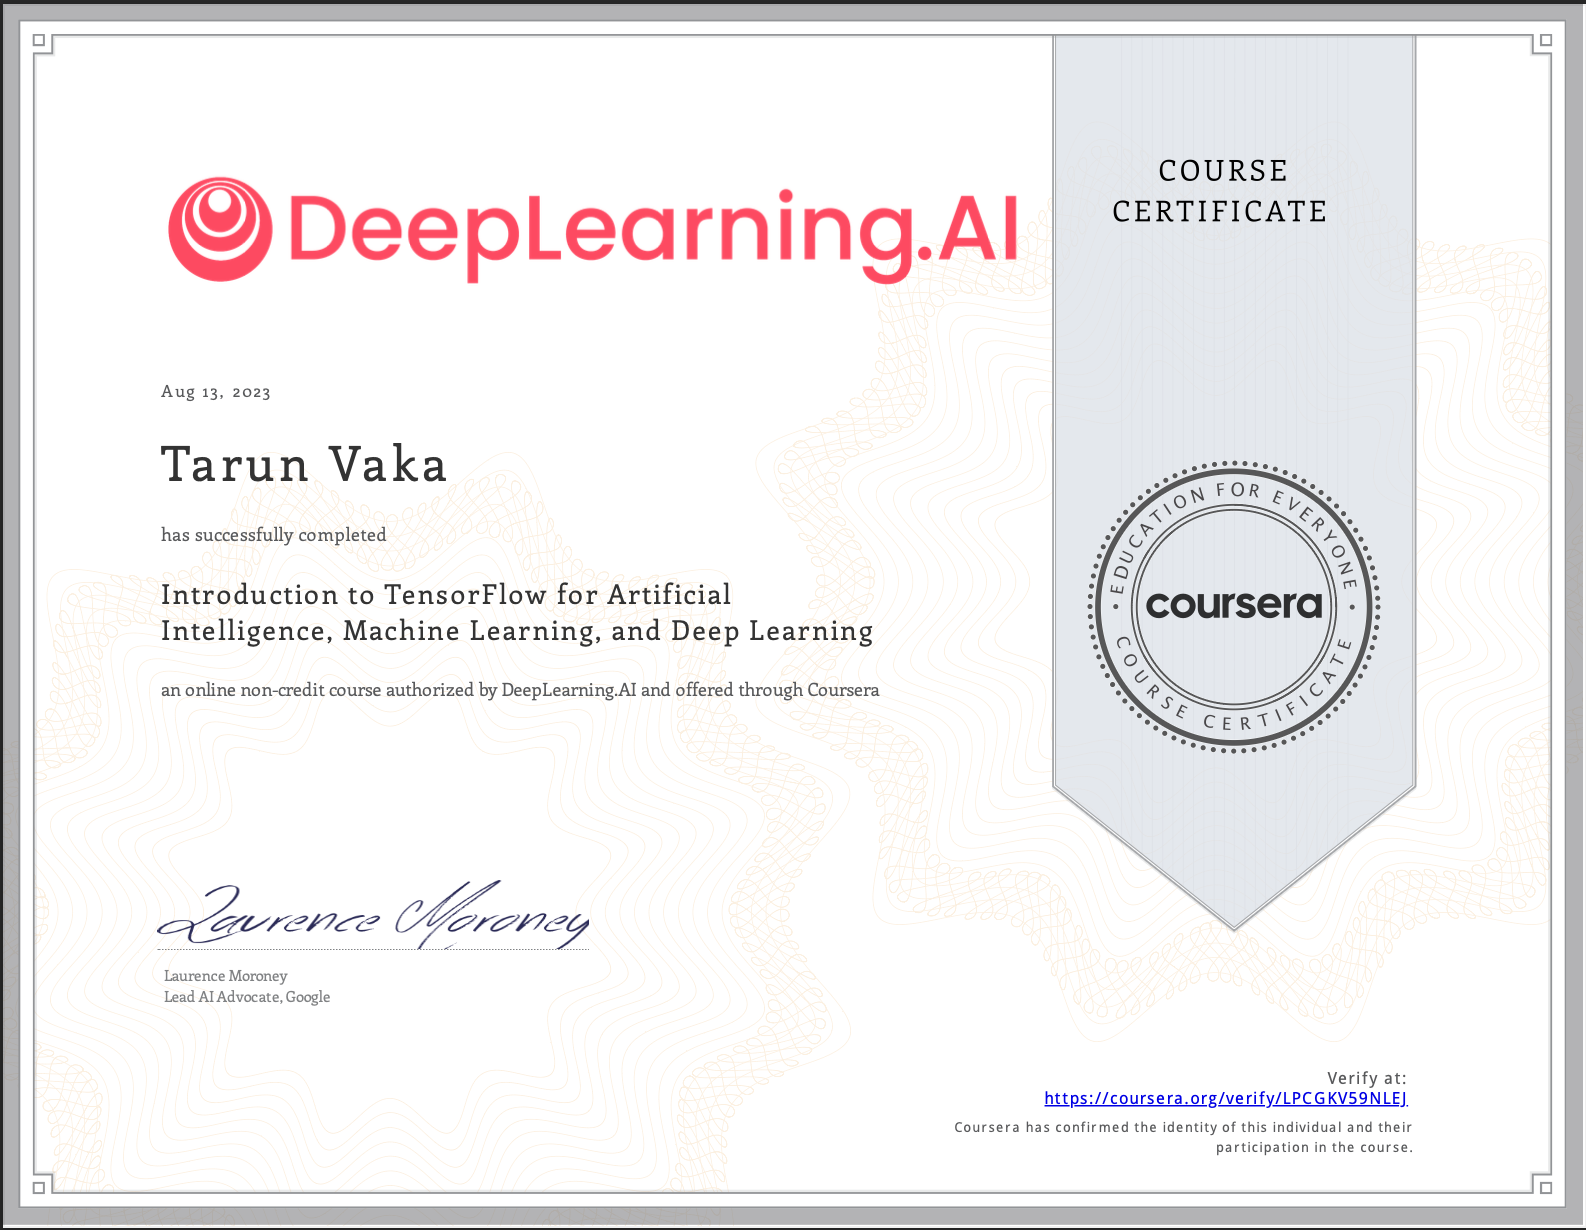 DeepLearning.AI
COURSE
CERTIFICATE
Aug 13, 2023
Tarun Vaka
has successfully completed
Introduction to TensorFlow for Artificial
Intelligence, Machine Learning, and Deep Learning
an online non-credit course authorized by DeepLearning.AI and offered through Coursera
EDUCATION FOR EVERYONE
coursera
COURSE CERTIFICATE
Laurence Moroney
Laurence Moroney
Lead AI Advocate, Google
Verify at:
https://coursera.org/verify/LPCGKV59NLEJ
Coursera has confirmed the identity of this individual and their
participation in the course.